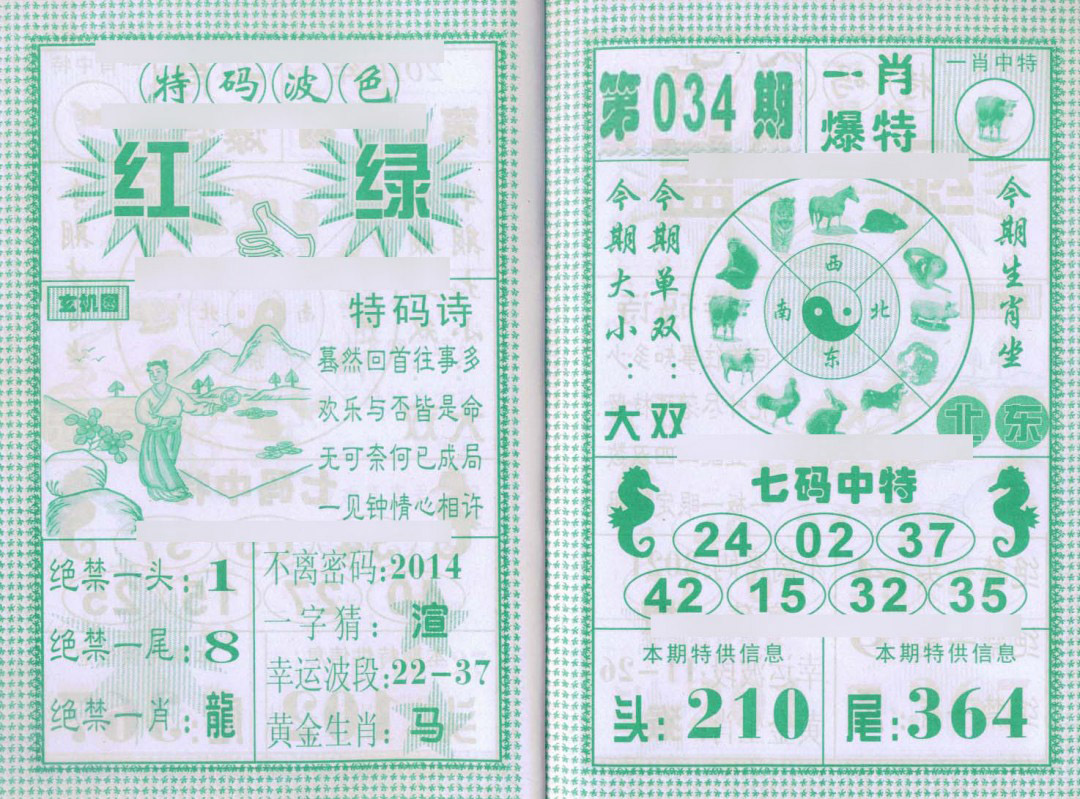 (特)(码)(波)(色)
红 绿
玄机图
特码诗
蓦然回首往事多
欢乐与否皆是命
无可奈何已成局
一见钟情心相许
绝禁一头:1
绝禁一尾:8
绝禁一肖:龍
不离密码:2014
一字猜:渲
幸运波段:22-37
黄金生肖:马
第034期
一肖
爆特
一肖中特
今期大小:大
今期单双:双
西
南 北
东
今期生肖坐
北 东
七码中特
24 02 37
42 15 32 35
本期特供信息
头:210
本期特供信息
尾:364